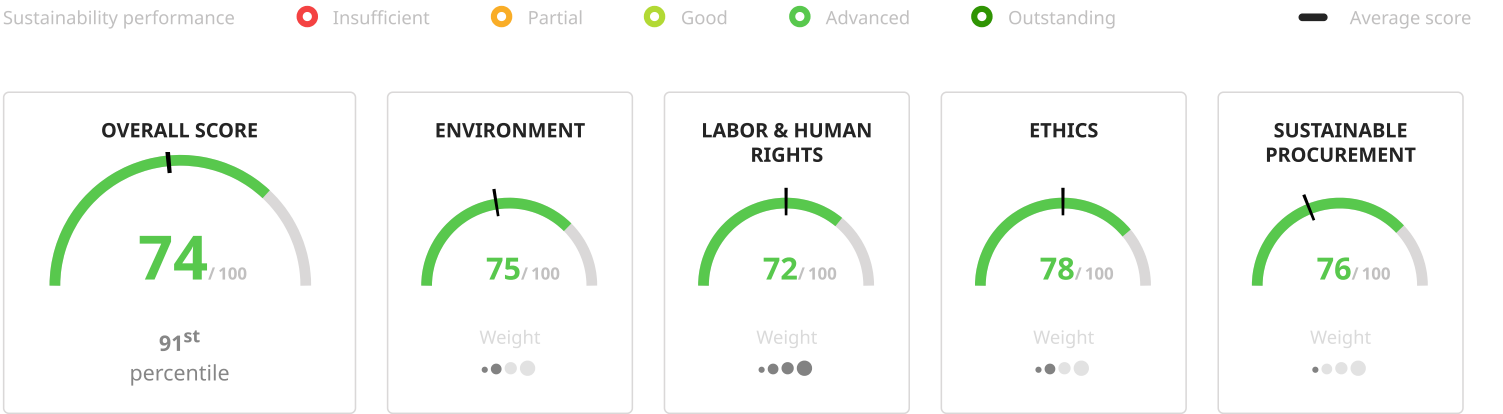 Sustainability performance Insufficient Partial Good Advanced Outstanding Average score
OVERALL SCORE
74 / 100
91st
percentile
ENVIRONMENT
75 / 100
Weight
LABOR & HUMAN
RIGHTS
72 / 100
Weight
ETHICS
78 / 100
Weight
SUSTAINABLE
PROCUREMENT
76 / 100
Weight